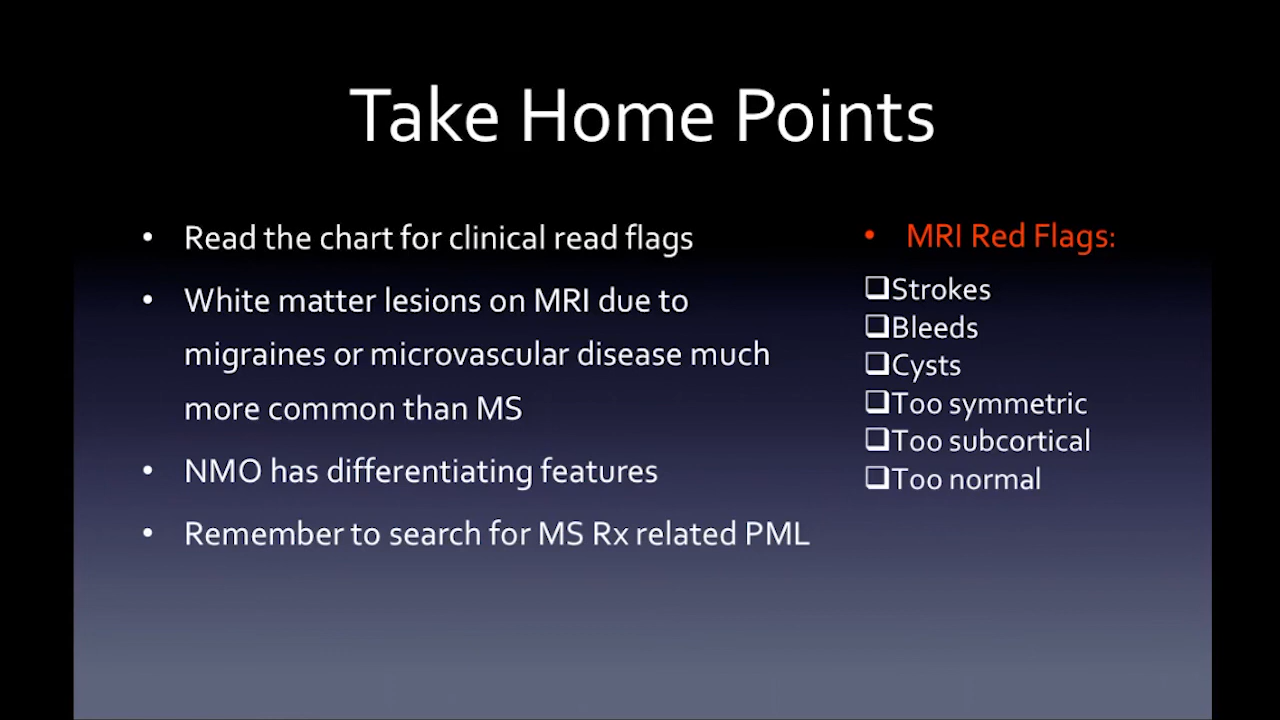 Take Home Points
• Read the chart for clinical read flags
• White matter lesions on MRI due to
migraines or microvascular disease much
more common than MS
• NMO has differentiating features
• Remember to search for MS Rx related PML
• MRI Red Flags:
❑Strokes
❑Bleeds
❑Cysts
❑Too symmetric
❑Too subcortical
❑Too normal